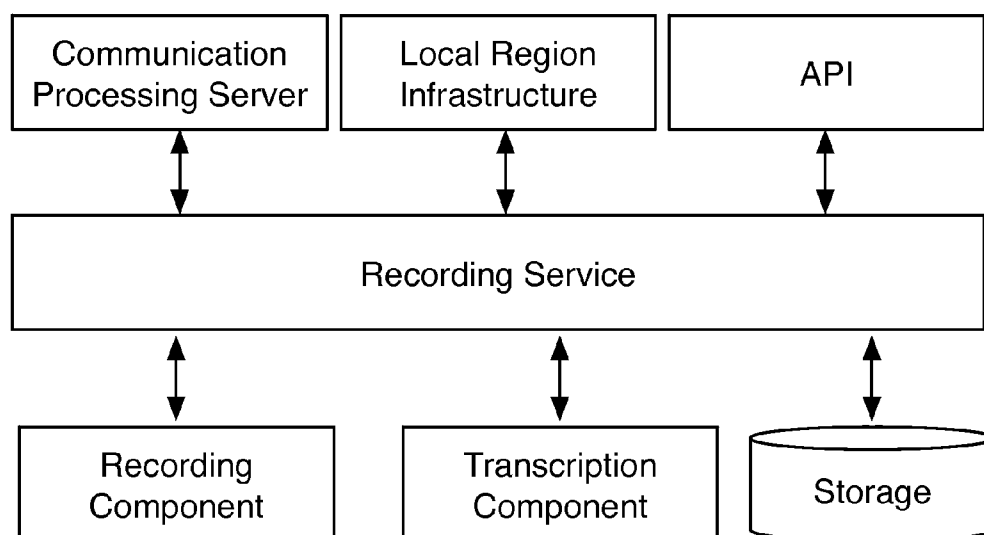 Communication
Processing Server
Local Region
Infrastructure
API
Recording Service
Recording
Component
Transcription
Component
Storage